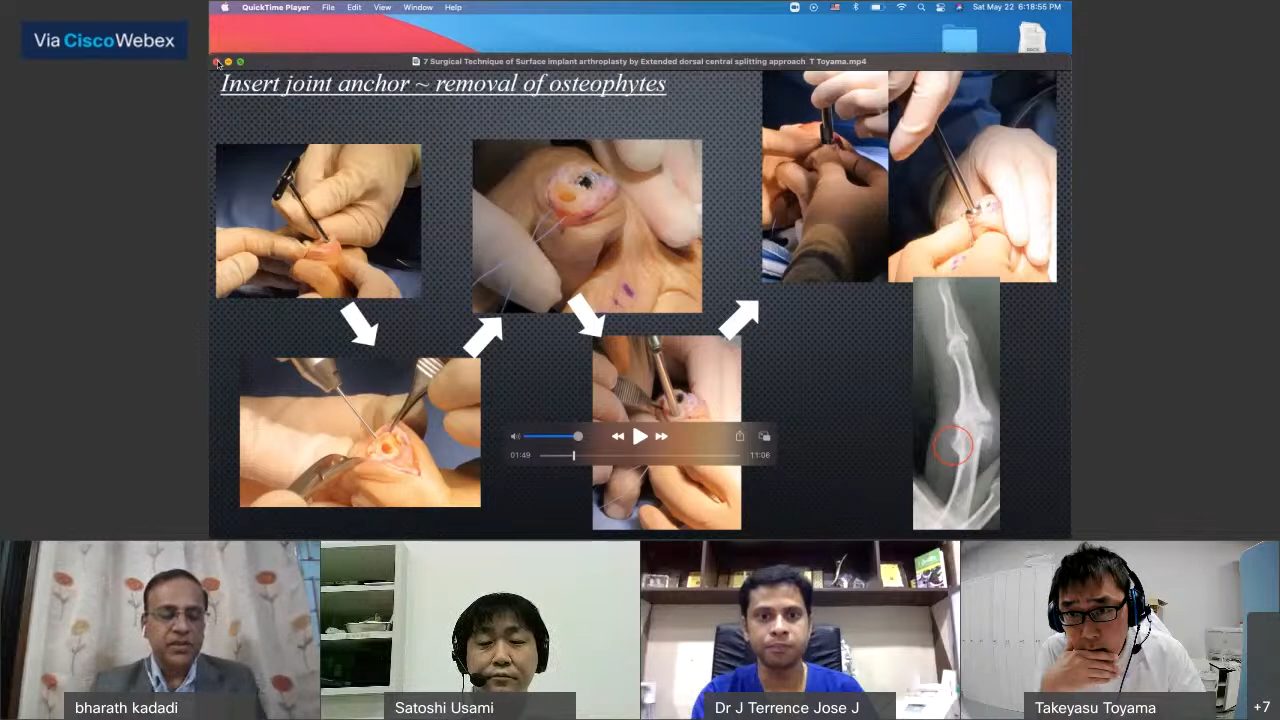 Via CiscoWebex
QuickTime Player File Edit View Window Help
Sat May 22 6:18:55 PM
7 Surgical Technique of Surface implant arthroplasty by Extended dorsal central splitting approach T Toyama.mp4
Insert joint anchor ~ removal of osteophytes
01:49
11:06
bharath kadadi
Satoshi Usami
Dr J Terrence Jose J
Takeyasu Toyama
+7